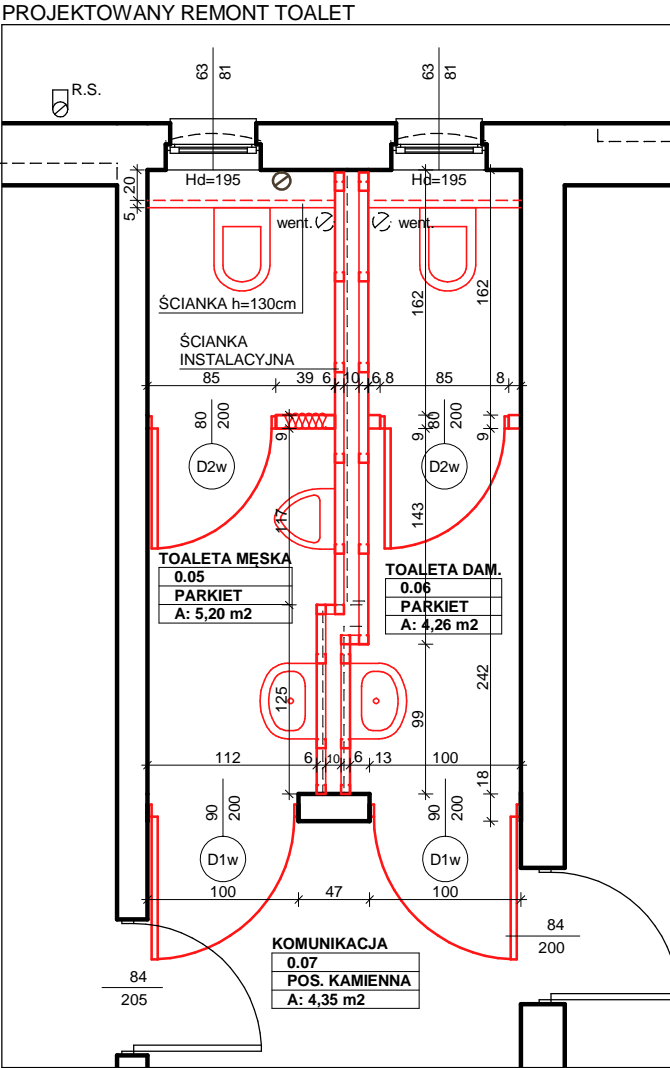 PROJEKTOWANY REMONT TOALET
63
81
63
81
R.S.
20
5
Hd=195
Hd=195
went.
went.
ŚCIANKA h=130cm
162
162
ŚCIANKA
INSTALACYJNA
85
39
6
10
6
8
85
8
80
200
80
200
9
9
9
D2w
D2w
117
143
TOALETA MĘSKA
0.05
PARKIET
A: 5,20 m2
TOALETA DAM.
0.06
PARKIET
A: 4,26 m2
125
99
242
112
6
10
6
13
100
18
90
200
90
200
D1w
D1w
100
47
100
KOMUNIKACJA
0.07
POS. KAMIENNA
A: 4,35 m2
84
200
84
205